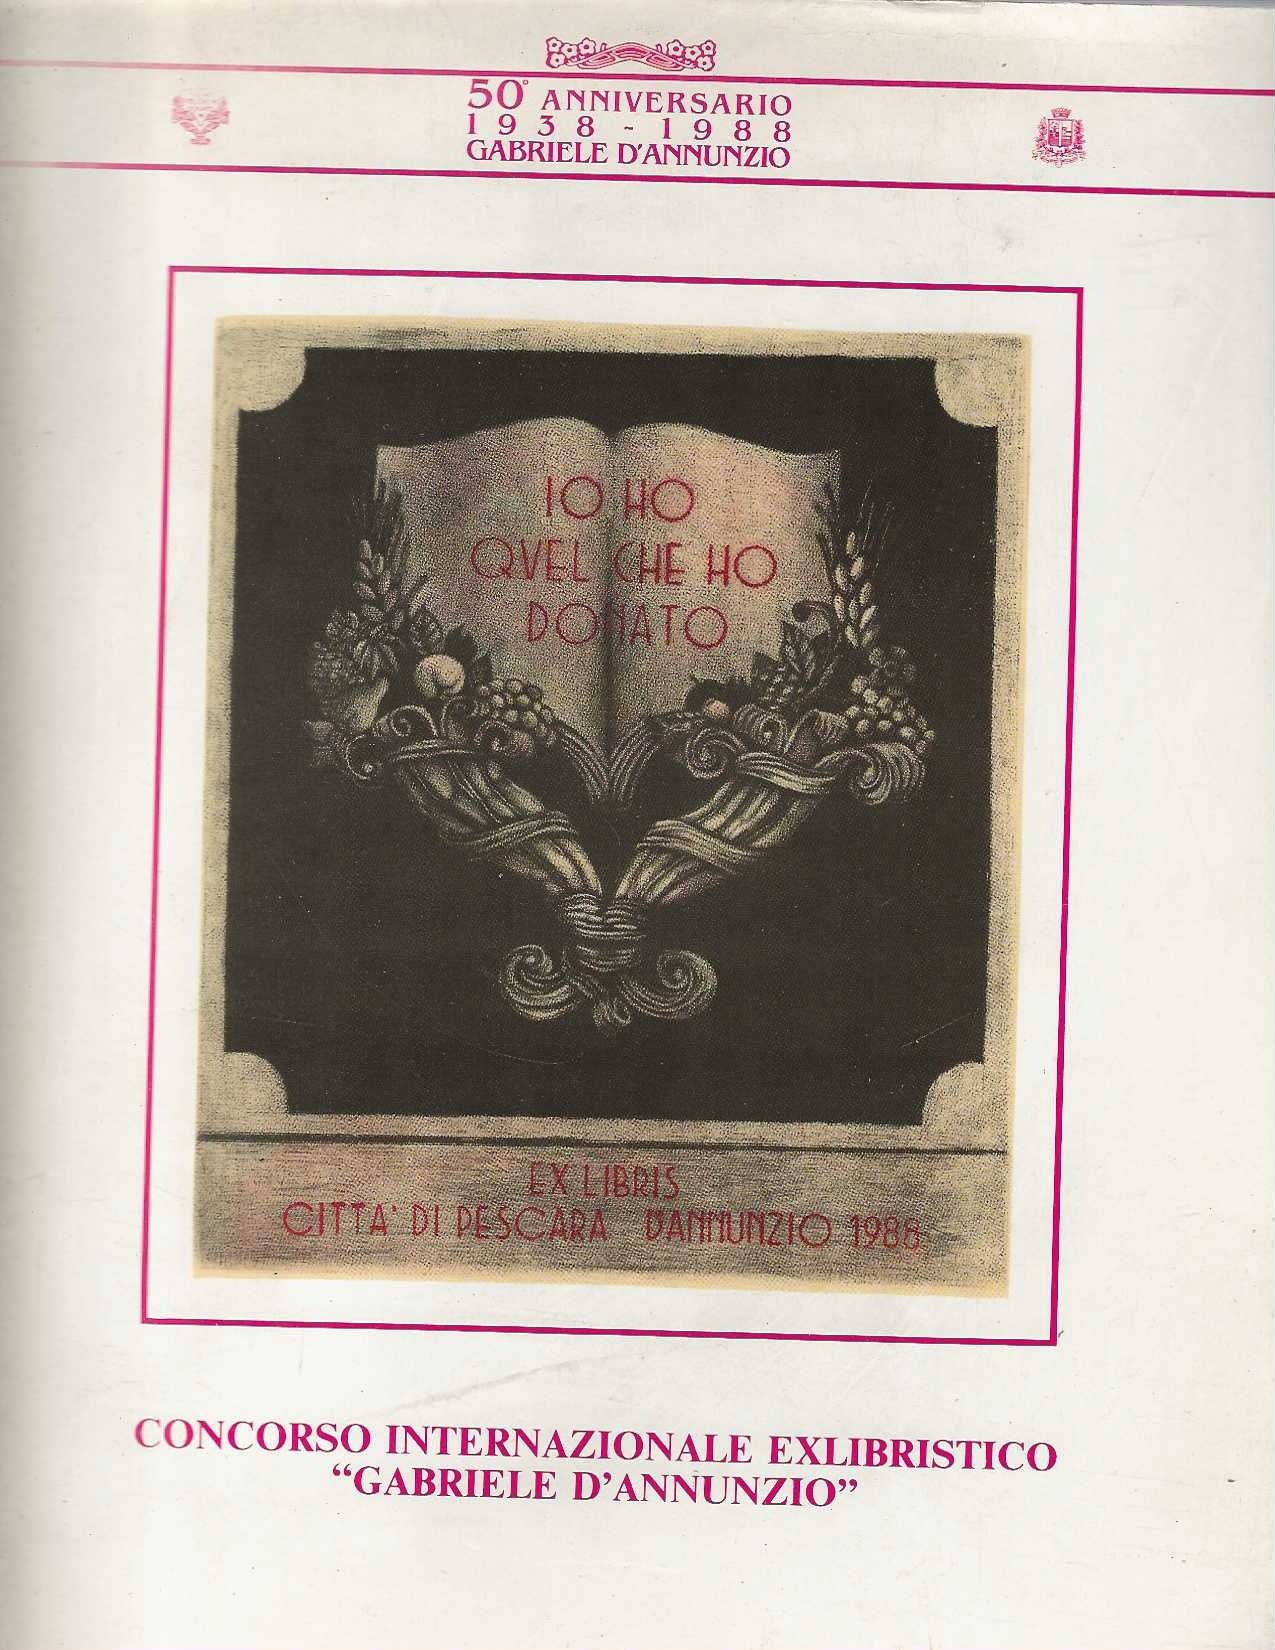 50° ANNIVERSARIO
1938 - 1988
GABRIELE D'ANNUNZIO
IO HO
QVEL CHE HO
DONATO
EX LIBRIS
CITTA' DI PESCARA D'ANNUNZIO 1988
CONCORSO INTERNAZIONALE EXLIBRISTICO
“GABRIELE D’ANNUNZIO”